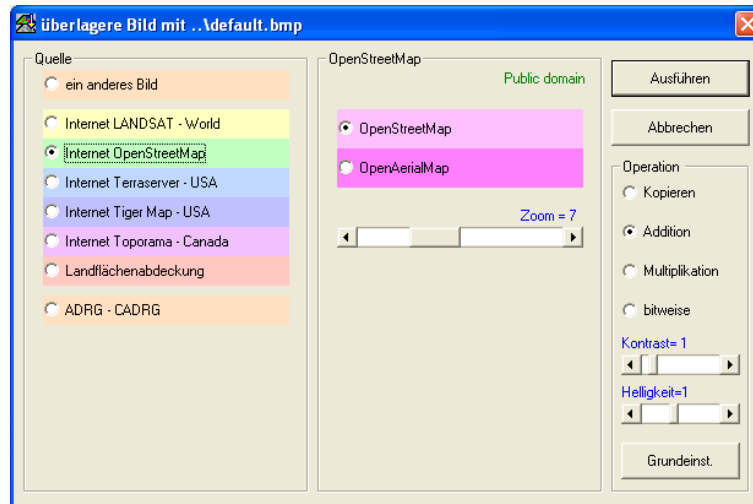 überlagere Bild mit ..\default.bmp
Quelle
ein anderes Bild
Internet LANDSAT - World
Internet OpenStreetMap
Internet Terraserver - USA
Internet Tiger Map - USA
Internet Toporama - Canada
Landflächenabdeckung
ADRG - CADRG
OpenStreetMap
Public domain
OpenStreetMap
OpenAerialMap
Zoom = 7
Ausführen
Abbrechen
Operation
Kopieren
Addition
Multiplikation
bitweise
Kontrast= 1
Helligkeit=1
Grundeinst.